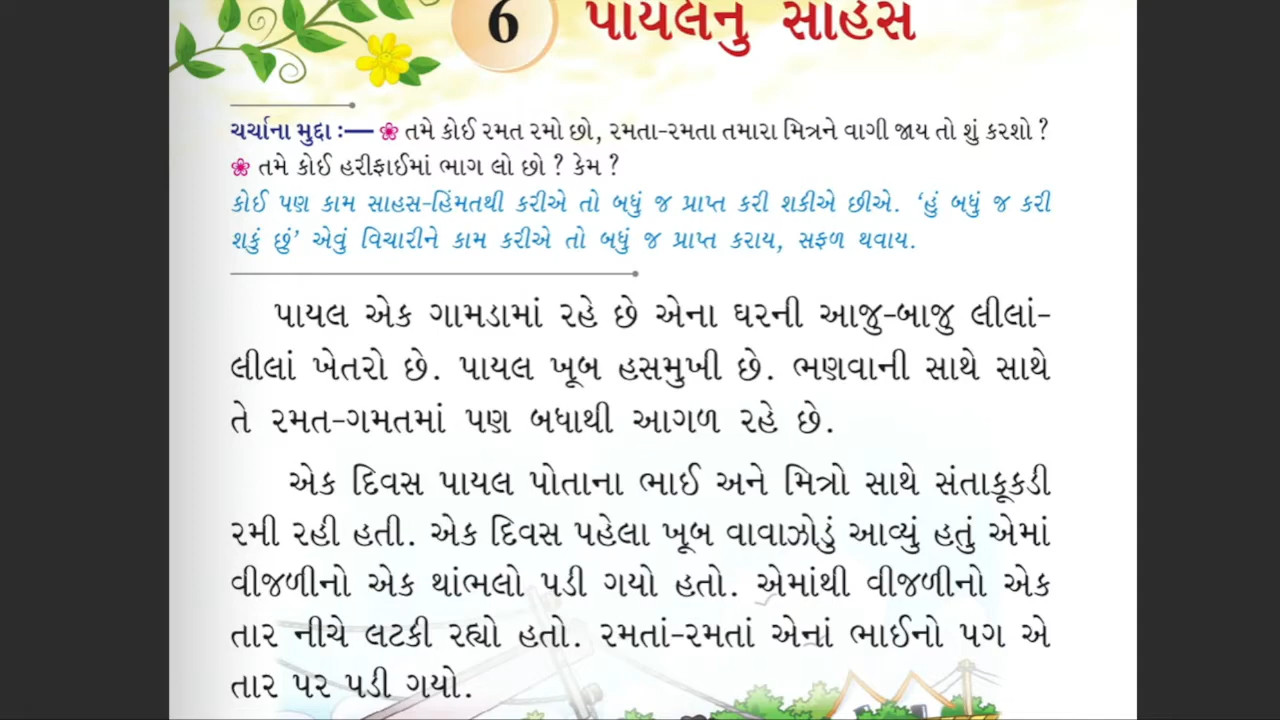 6 પાયલનું સાહસ
ચર્ચાના મુદ્દા :— તમે કોઈ રમત રમો છો, રમતા-રમતા તમારા મિત્રને વાગી જાય તો શું કરશો ?
તમે કોઈ હરીફાઈમાં ભાગ લો છો ? કેમ ?
કોઈ પણ કામ સાહસ-હિંમતથી કરીએ તો બધું જ પ્રાપ્ત કરી શકીએ છીએ. ‘હું બધું જ કરી
શકું છું’ એવું વિચારીને કામ કરીએ તો બધું જ પ્રાપ્ત કરાય, સફળ થવાય.
પાયલ એક ગામડામાં રહે છે એના ઘરની આજુ-બાજુ લીલાં-
લીલાં ખેતરો છે. પાયલ ખૂબ હસમુખી છે. ભણવાની સાથે સાથે
તે રમત-ગમતમાં પણ બધાથી આગળ રહે છે.
એક દિવસ પાયલ પોતાના ભાઈ અને મિત્રો સાથે સંતાકૂકડી
રમી રહી હતી. એક દિવસ પહેલા ખૂબ વાવાઝોડું આવ્યું હતું એમાં
વીજળીનો એક થાંભલો પડી ગયો હતો. એમાંથી વીજળીનો એક
તાર નીચે લટકી રહ્યો હતો. રમતાં-રમતાં એનાં ભાઈનો પગ એ
તાર પર પડી ગયો.